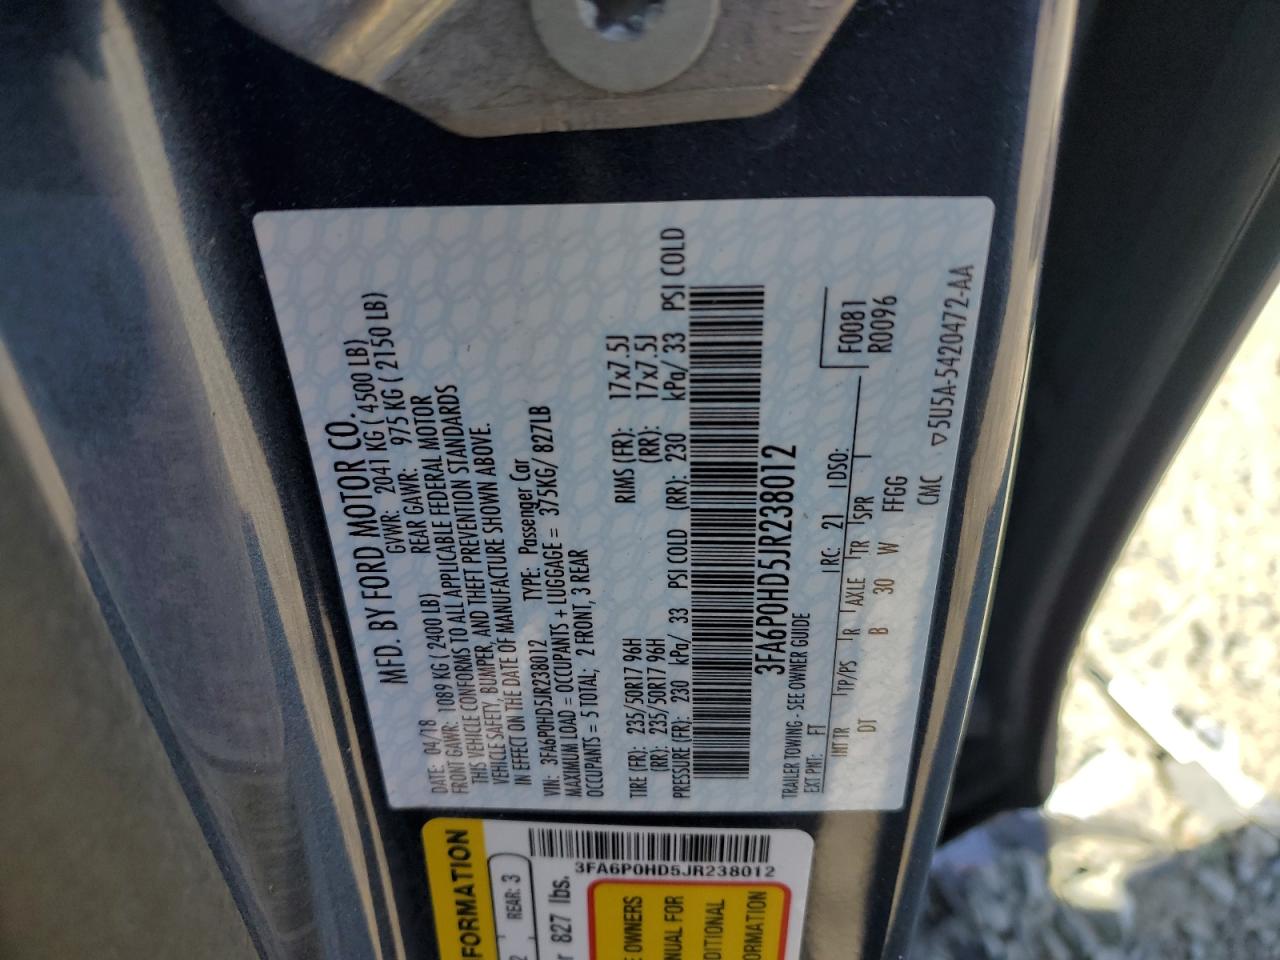 MFD. BY FORD MOTOR CO.
DATE: 04/18 GVWR: 2041 KG ( 4500 LB)
FRONT GAWR: 1089 KG ( 2400 LB) REAR GAWR: 975 KG ( 2150 LB)
THIS VEHICLE CONFORMS TO ALL APPLICABLE FEDERAL MOTOR
VEHICLE SAFETY, BUMPER, AND THEFT PREVENTION STANDARDS
IN EFFECT ON THE DATE OF MANUFACTURE SHOWN ABOVE.
VIN: 3FA6P0HD5JR238012 TYPE: Passenger Car
MAXIMUM LOAD = OCCUPANTS + LUGGAGE = 375KG/ 827LB
OCCUPANTS = 5 TOTAL; 2 FRONT, 3 REAR
TIRE (FR): 235/50R17 96H RIMS (FR): 17x7.5J
(RR): 235/50R17 96H (RR): 17x7.5J
PRESSURE (FR): 230 kPa/ 33 PSI COLD (RR): 230 kPa/ 33 PSI COLD
3FA6P0HD5JR238012
TRAILER TOWING - SEE OWNER GUIDE
EXT PNT: FT RC: 21 DSO: F0081
INT TR TP/PS R AXLE TR SPR R0096
DT B 30 W FFGG
CMC ▽5U5A-5420472-AA
FORMATION
REAR: 3
827 lbs.
3FA6P0HD5JR238012
OWNERS
NUAL FOR
DITIONAL
ORMATION